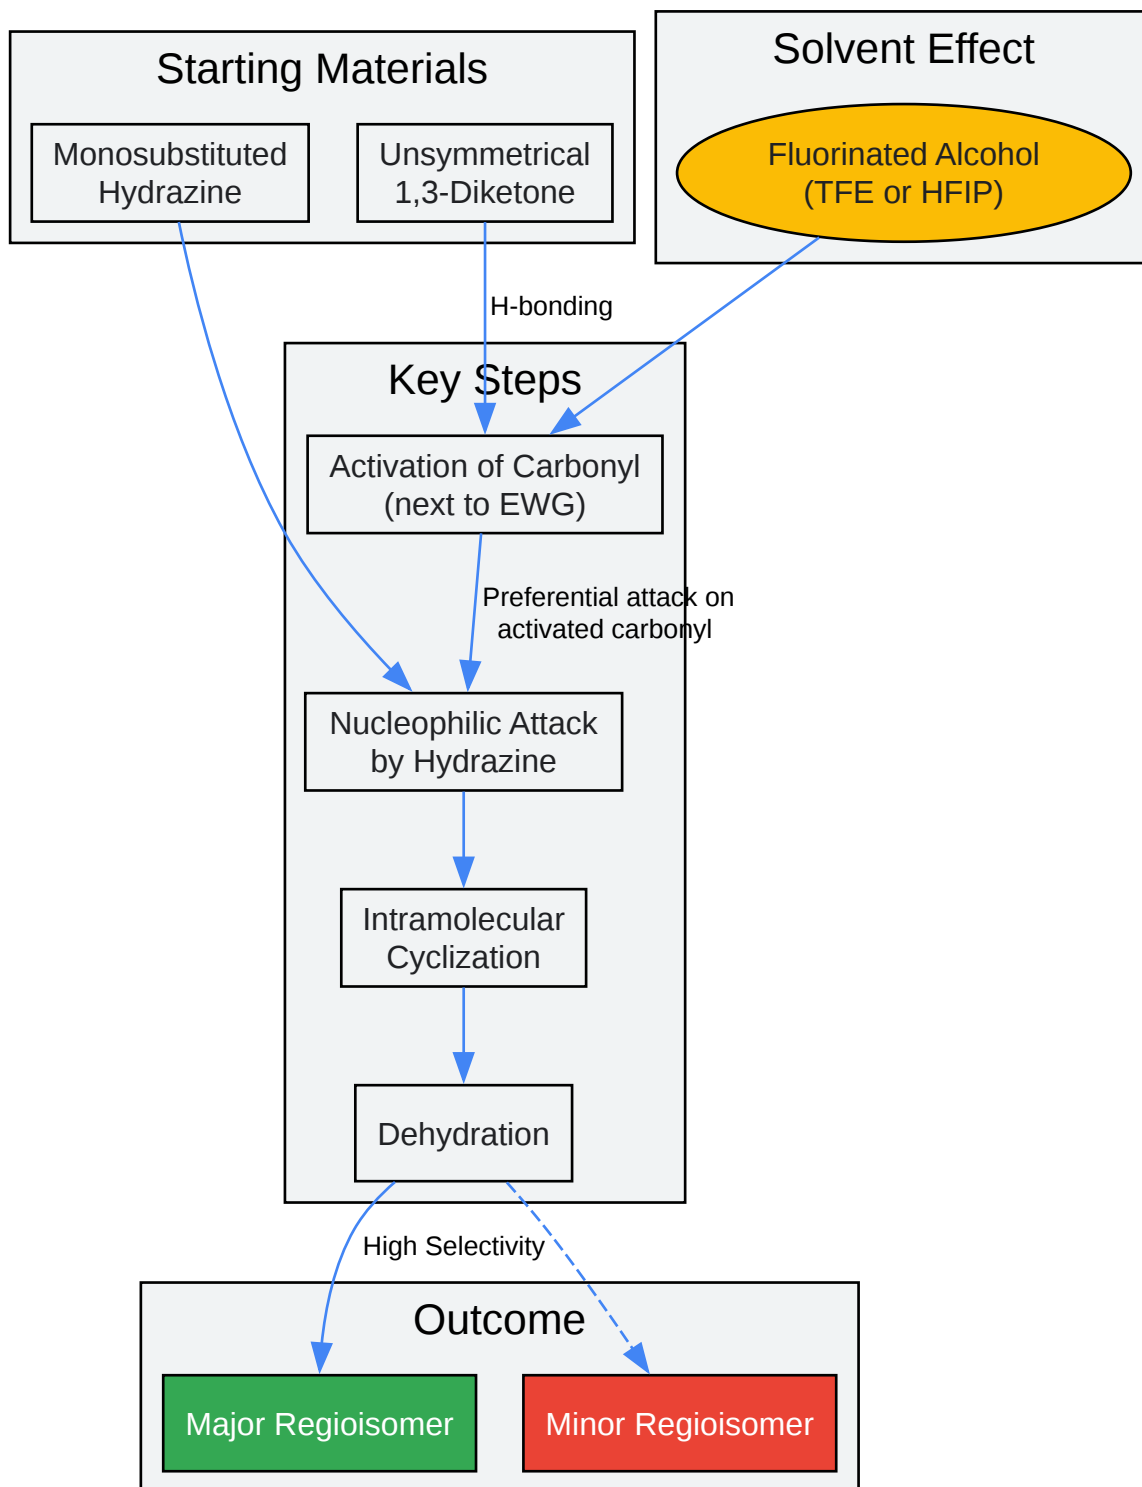 Starting Materials
Monosubstituted
Hydrazine
Unsymmetrical
1,3-Diketone
Solvent Effect
Fluorinated Alcohol
(TFE or HFIP)
H-bonding
Key Steps
Activation of Carbonyl
(next to EWG)
Preferential attack on
activated carbonyl
Nucleophilic Attack
by Hydrazine
Intramolecular
Cyclization
Dehydration
High Selectivity
Outcome
Major Regioisomer
Minor Regioisomer